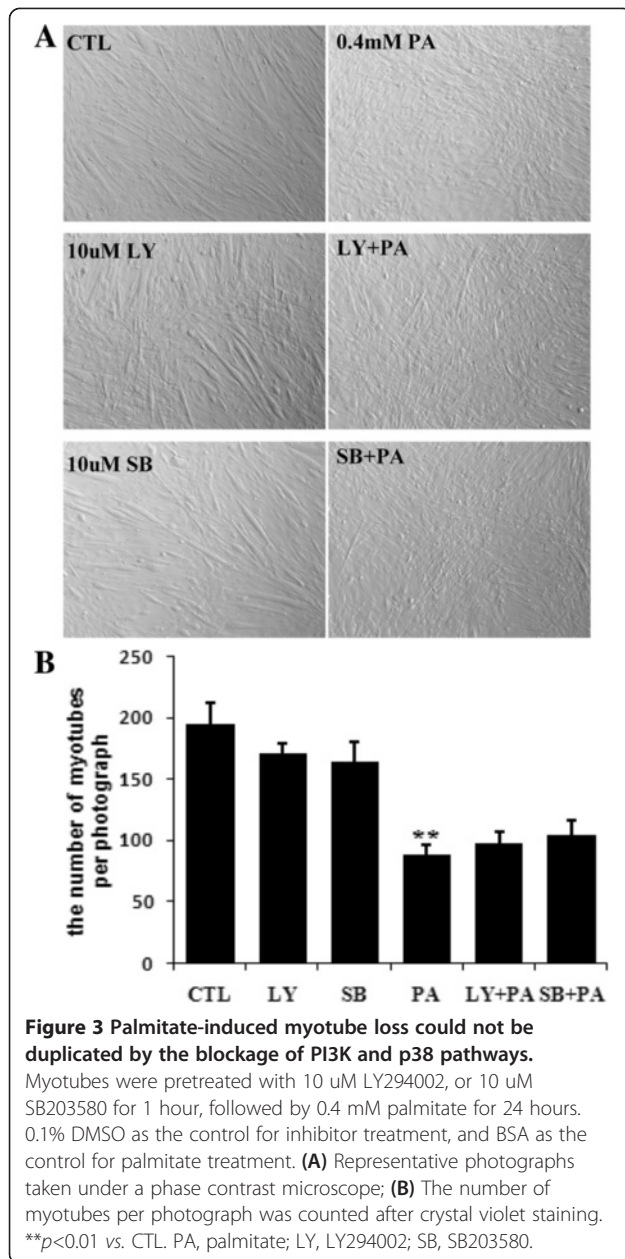 A
CTL
0.4mM PA
10uM LY
LY+PA
10uM SB
SB+PA
B
the number of myotubes
per photograph
250
200
150
100
50
0
**
CTL LY SB PA LY+PA SB+PA
Figure 3 Palmitate-induced myotube loss could not be
duplicated by the blockage of PI3K and p38 pathways.
Myotubes were pretreated with 10 uM LY294002, or 10 uM
SB203580 for 1 hour, followed by 0.4 mM palmitate for 24 hours.
0.1% DMSO as the control for inhibitor treatment, and BSA as the
control for palmitate treatment. (A) Representative photographs
taken under a phase contrast microscope; (B) The number of
myotubes per photograph was counted after crystal violet staining.
**p<0.01 vs. CTL. PA, palmitate; LY, LY294002; SB, SB203580.